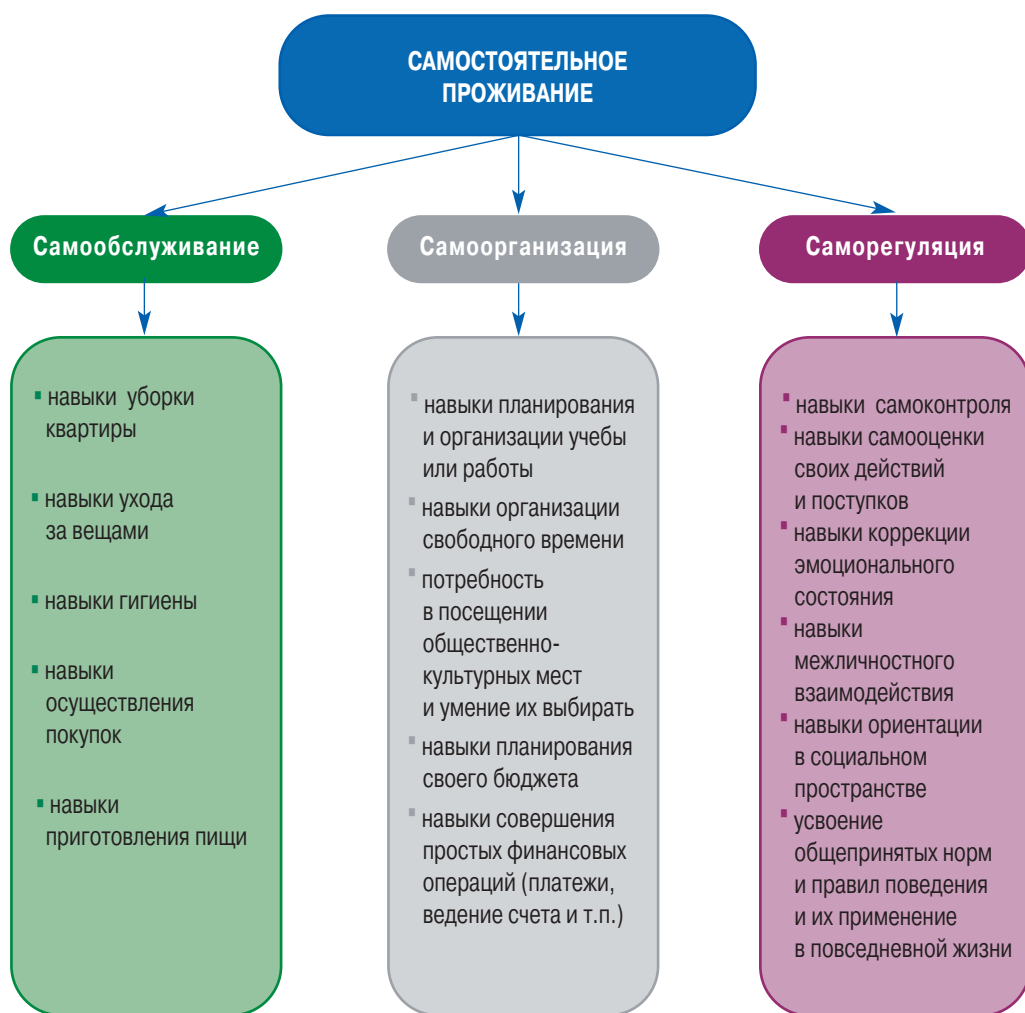 САМОСТОЯТЕЛЬНОЕ
ПРОЖИВАНИЕ
Самообслуживание
▪ навыки уборки
квартиры
▪ навыки ухода
за вещами
▪ навыки гигиены
▪ навыки
осуществления
покупок
▪ навыки
приготовления пищи
Самоорганизация
▪ навыки планирования
и организации учебы
или работы
▪ навыки организации
свободного времени
▪ потребность
в посещении
общественно-
культурных мест
и умение их выбирать
▪ навыки планирования
своего бюджета
▪ навыки совершения
простых финансовых
операций (платежи,
ведение счета и т.п.)
Саморегуляция
▪ навыки самоконтроля
▪ навыки самооценки
своих действий
и поступков
▪ навыки коррекции
эмоционального
состояния
▪ навыки
межличностного
взаимодействия
▪ навыки ориентации
в социальном
пространстве
▪ усвоение
общепринятых норм
и правил поведения
и их применение
в повседневной жизни